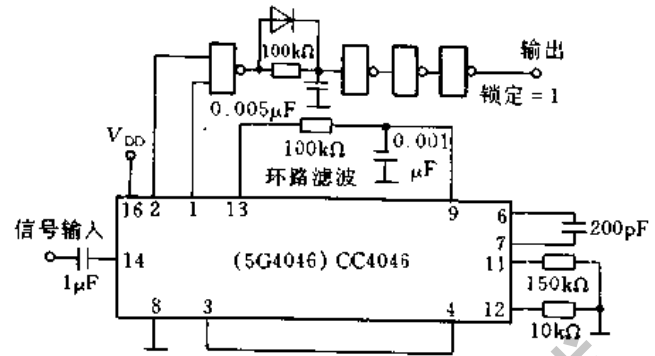 100kΩ
输出
锁定 = 1
0.005μF
V_DD
100kΩ
0.001
μF
环路滤波
16 2 1 13 9
6
7
200pF
信号输入
1μF
14
(5G4046) CC4046
11
150kΩ
12
10kΩ
8 3 4